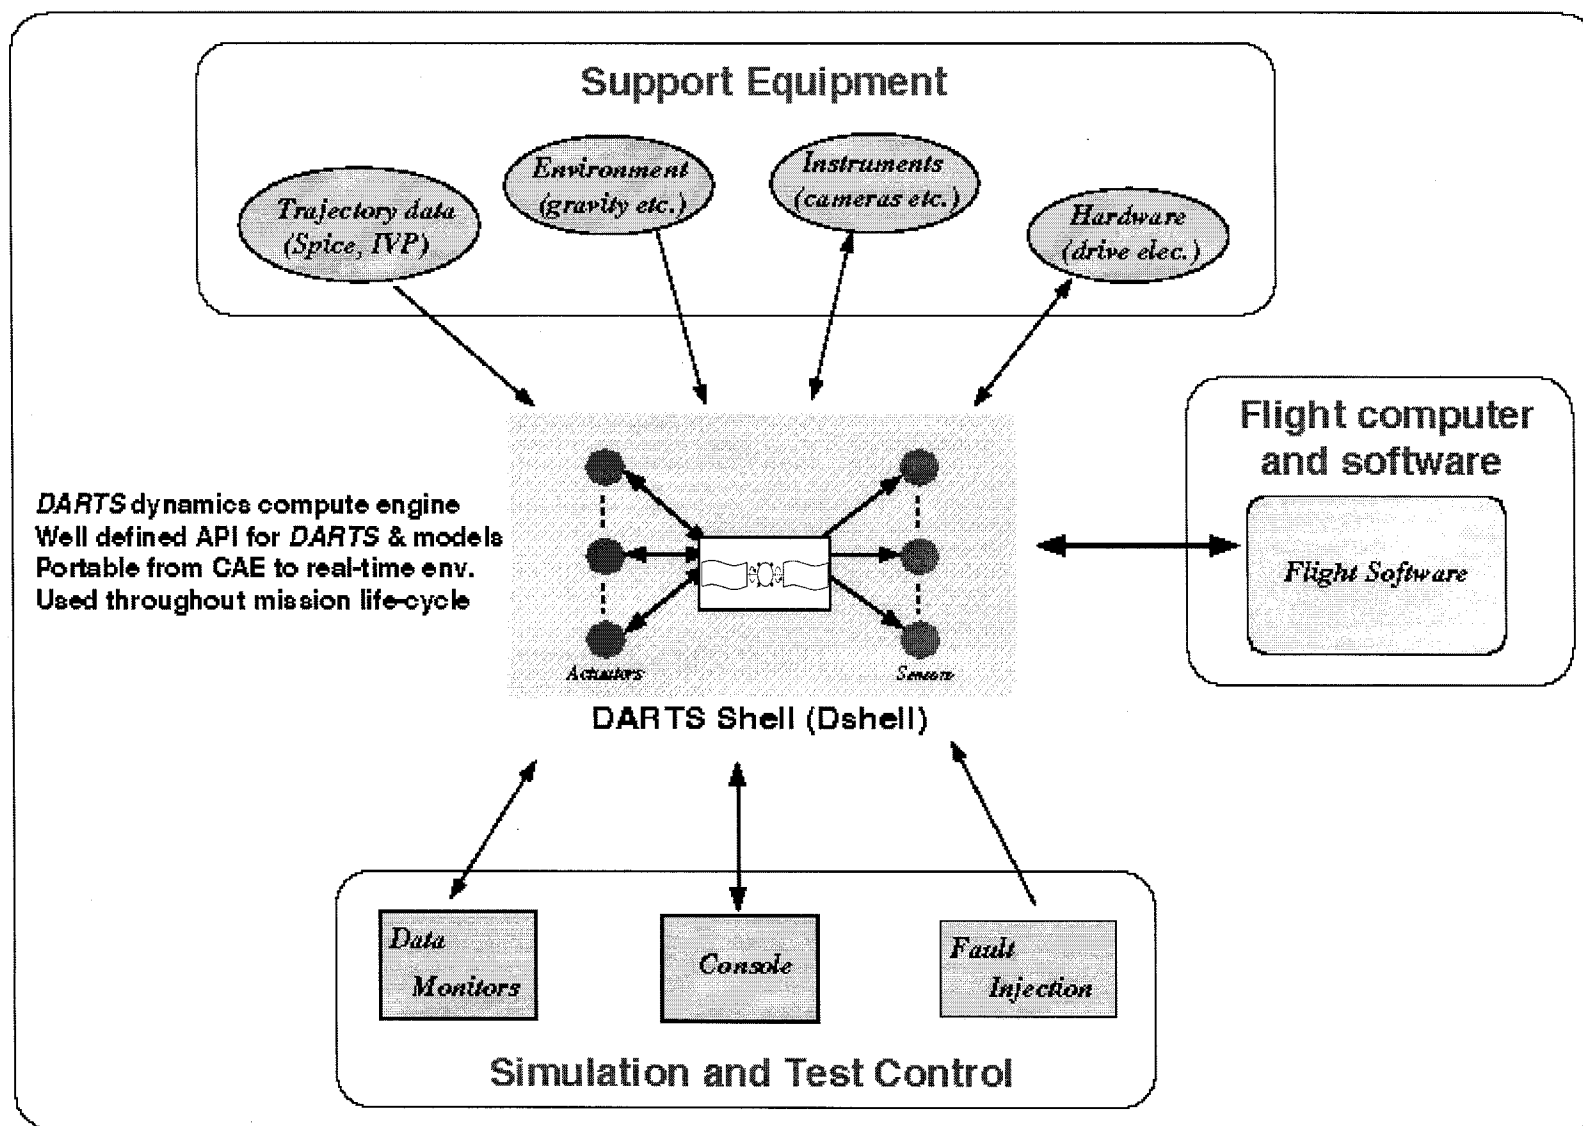 Support Equipment
Trajectory data
(Spice, IVP)
Environment
(gravity etc.)
Instruments
(cameras etc.)
Hardware
(drive elec.)
Flight computer
and software
Flight Software
DARTS dynamics compute engine
Well defined API for DARTS & models
Portable from CAE to real-time env.
Used throughout mission life-cycle
Actuators
Sensors
DARTS Shell (Dshell)
Data
Monitors
Console
Fault
Injection
Simulation and Test Control